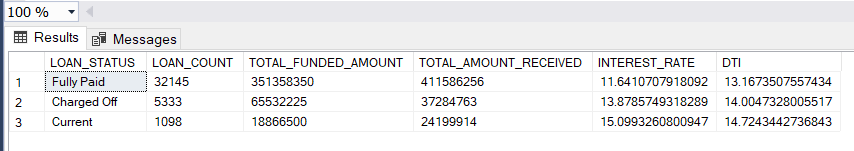 100 %
Results Messages
LOAN_STATUS LOAN_COUNT TOTAL_FUNDED_AMOUNT TOTAL_AMOUNT_RECEIVED INTEREST_RATE DTI
1 Fully Paid 32145 351358350 411586256 11.6410707918092 13.1673507557434
2 Charged Off 5333 65532225 37284763 13.8785749318289 14.0047328005517
3 Current 1098 18866500 24199914 15.0993260800947 14.7243442736843